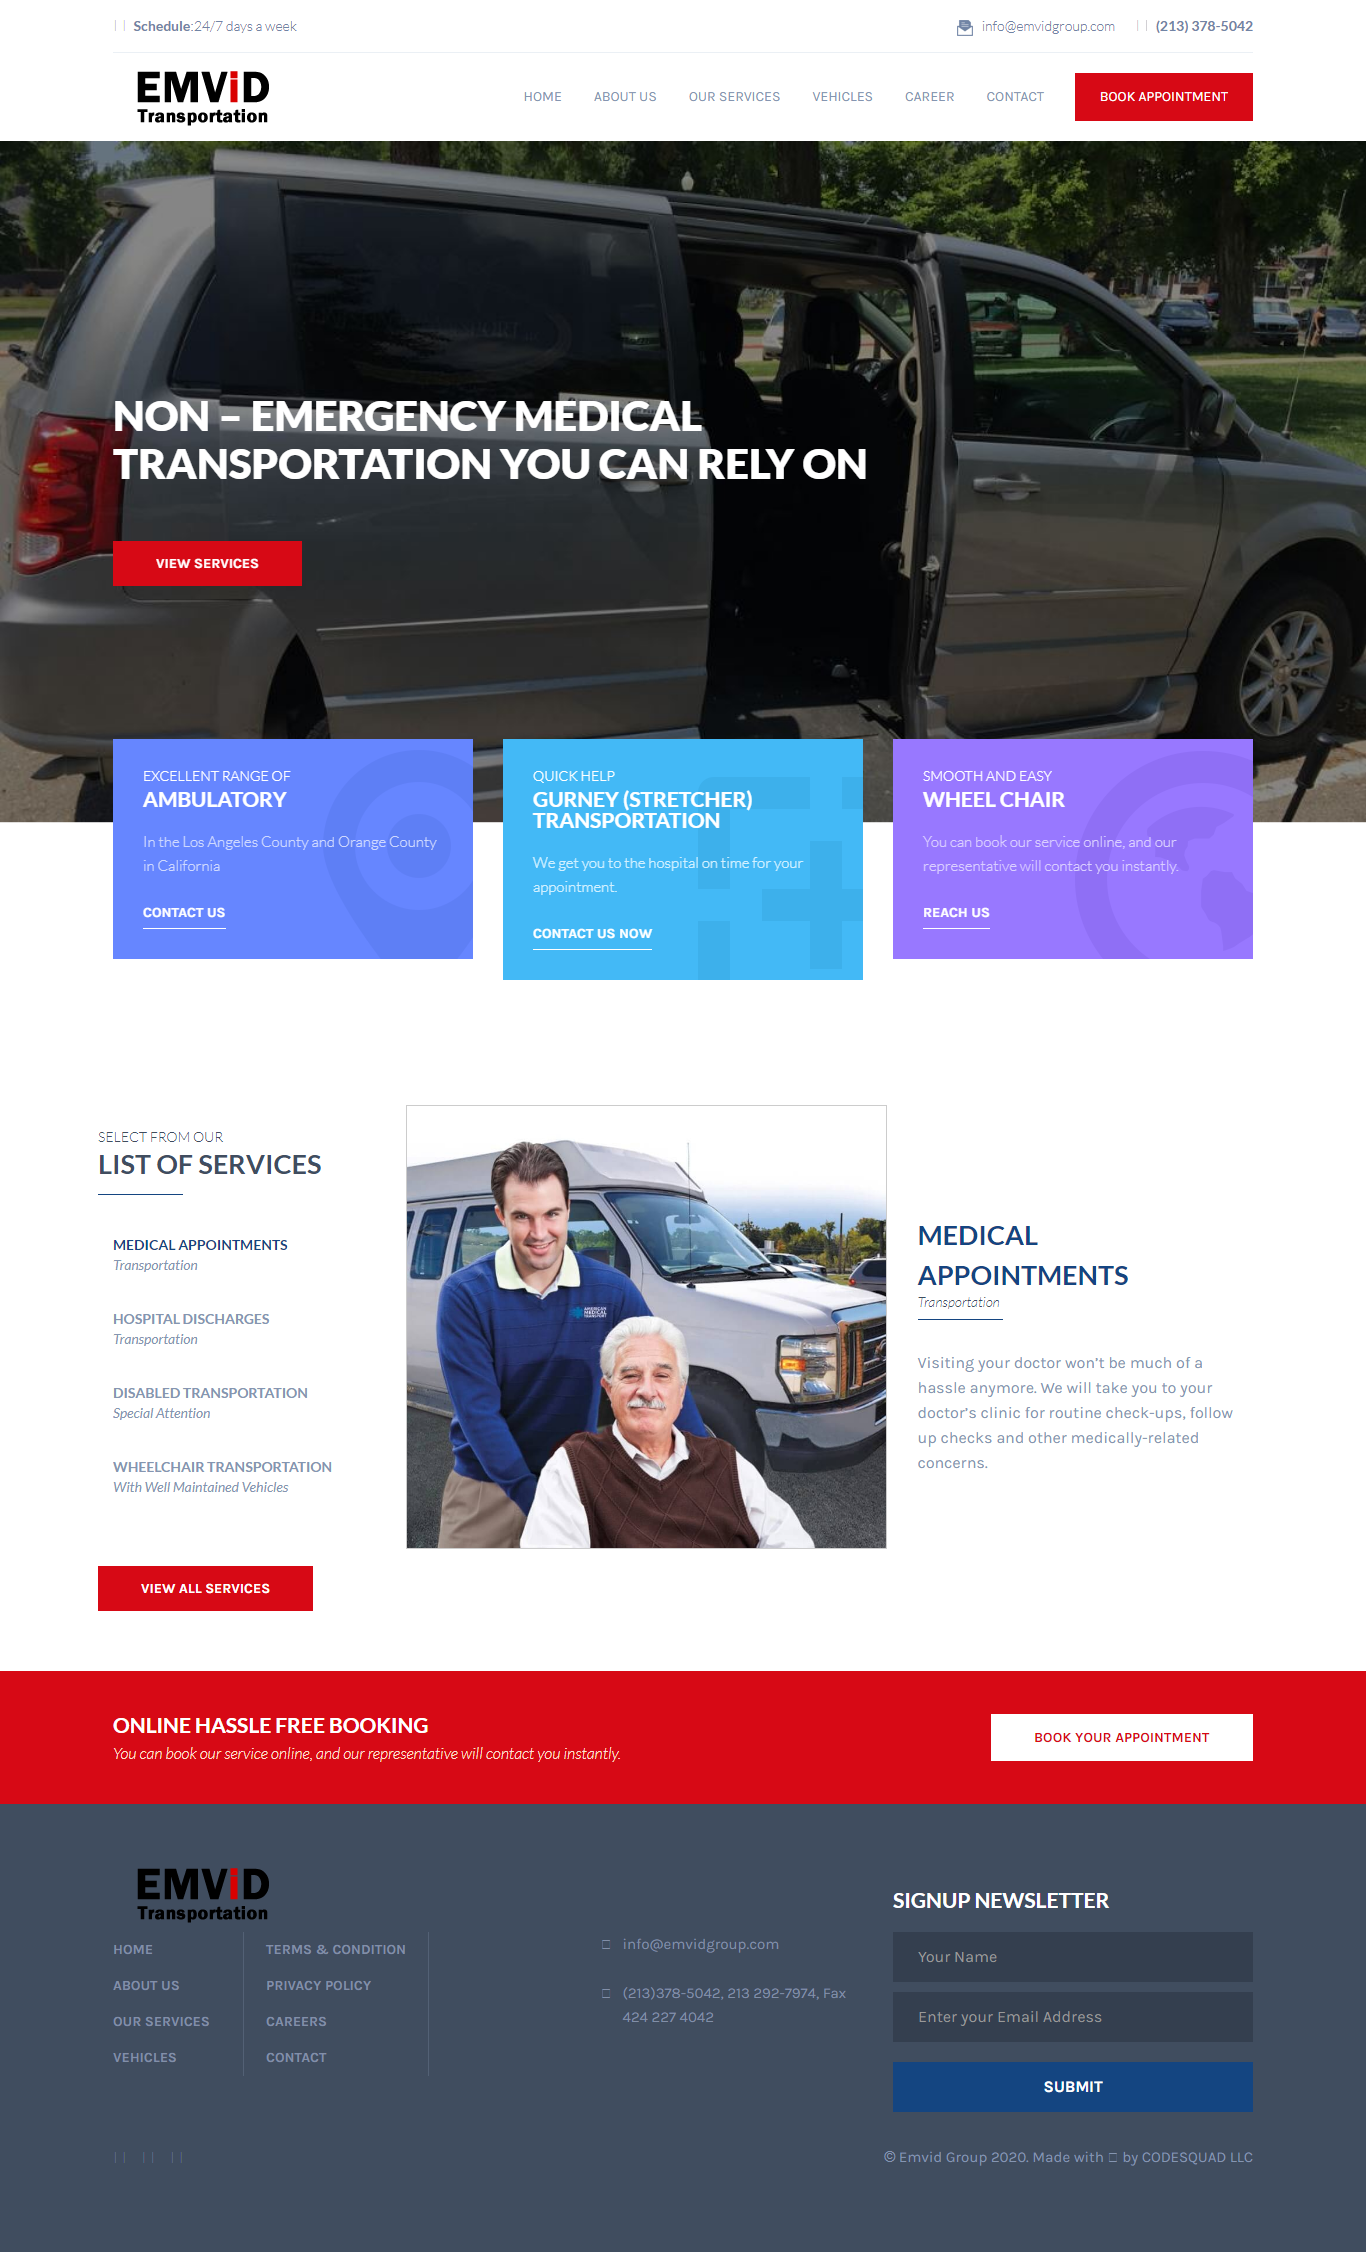 Schedule:24/7 days a week
info@emvidgroup.com
(213) 378-5042
EMViD
Transportation
HOME
ABOUT US
OUR SERVICES
VEHICLES
CAREER
CONTACT
BOOK APPOINTMENT
NON – EMERGENCY MEDICAL
TRANSPORTATION YOU CAN RELY ON
VIEW SERVICES
EXCELLENT RANGE OF
AMBULATORY
In the Los Angeles County and Orange County
in California
CONTACT US
QUICK HELP
GURNEY (STRETCHER)
TRANSPORTATION
We get you to the hospital on time for your
appointment.
CONTACT US NOW
SMOOTH AND EASY
WHEEL CHAIR
You can book our service online, and our
representative will contact you instantly.
REACH US
SELECT FROM OUR
LIST OF SERVICES
MEDICAL APPOINTMENTS
Transportation
HOSPITAL DISCHARGES
Transportation
DISABLED TRANSPORTATION
Special Attention
WHEELCHAIR TRANSPORTATION
With Well Maintained Vehicles
VIEW ALL SERVICES
AMERICAN
MEDICAL
TRANSPORT
MEDICAL
APPOINTMENTS
Transportation
Visiting your doctor won’t be much of a
hassle anymore. We will take you to your
doctor’s clinic for routine check-ups, follow
up checks and other medically-related
concerns.
ONLINE HASSLE FREE BOOKING
You can book our service online, and our representative will contact you instantly.
BOOK YOUR APPOINTMENT
EMViD
Transportation
HOME
ABOUT US
OUR SERVICES
VEHICLES
TERMS & CONDITION
PRIVACY POLICY
CAREERS
CONTACT
info@emvidgroup.com
(213)378-5042, 213 292-7974, Fax
424 227 4042
SIGNUP NEWSLETTER
Your Name
Enter your Email Address
SUBMIT
© Emvid Group 2020. Made with by CODESQUAD LLC